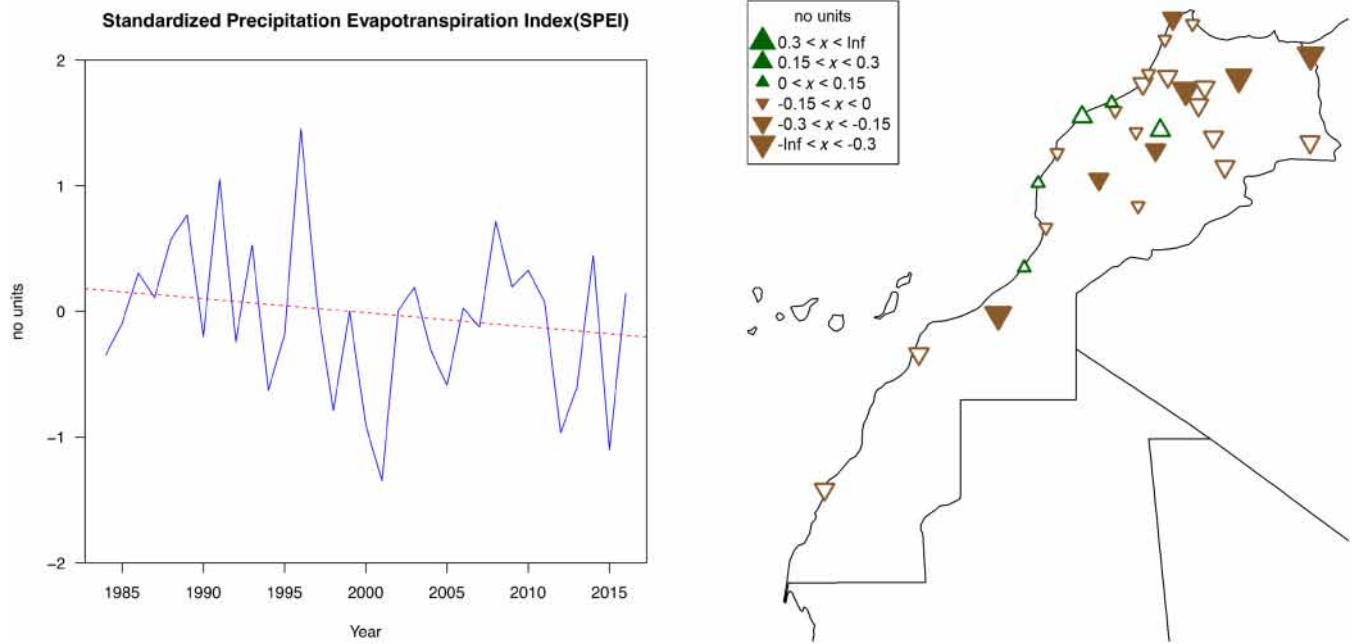 Standardized Precipitation Evapotranspiration Index(SPEI)
no units
2
1
0
−1
−2
1985
1990
1995
2000
2005
2010
2015
Year
no units
0.3 < x < Inf
0.15 < x < 0.3
0 < x < 0.15
-0.15 < x < 0
-0.3 < x < -0.15
-Inf < x < -0.3